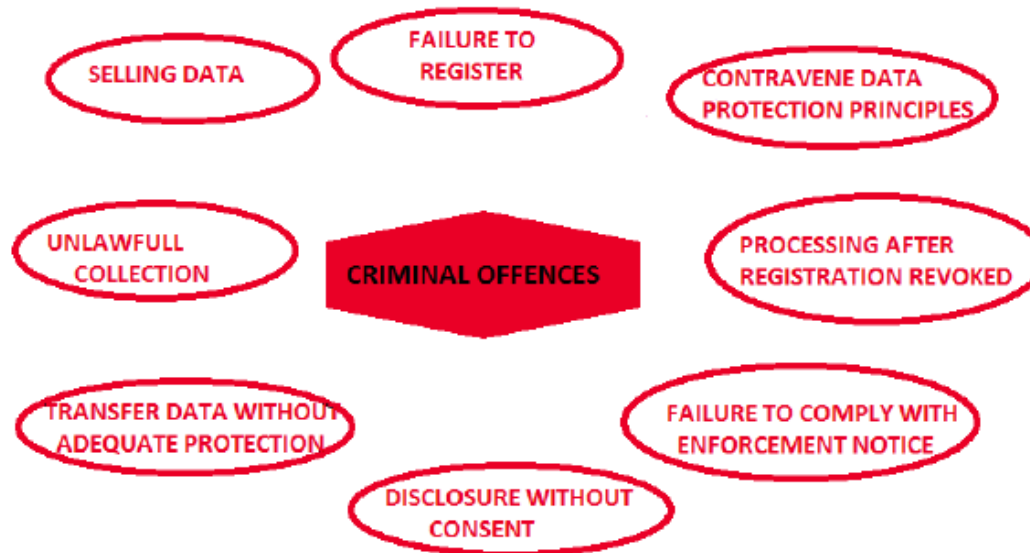 SELLING DATA
FAILURE TO
REGISTER
CONTRAVENE DATA
PROTECTION PRINCIPLES
UNLAWFULL
COLLECTION
CRIMINAL OFFENCES
PROCESSING AFTER
REGISTRATION REVOKED
TRANSFER DATA WITHOUT
ADEQUATE PROTECTION
FAILURE TO COMPLY WITH
ENFORCEMENT NOTICE
DISCLOSURE WITHOUT
CONSENT